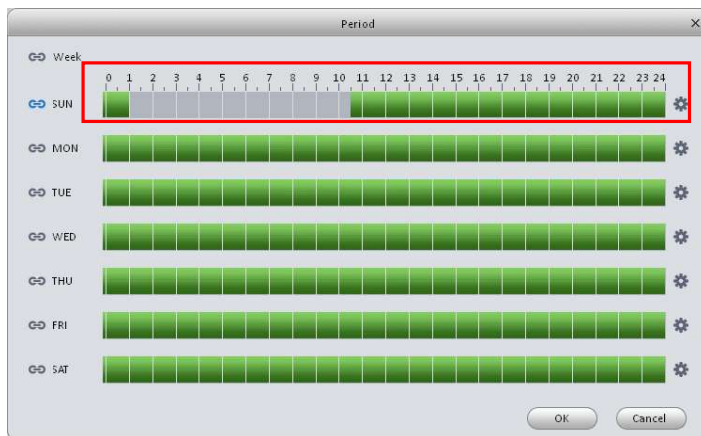 Period
Week
0 1 2 3 4 5 6 7 8 9 10 11 12 13 14 15 16 17 18 19 20 21 22 23 24
SUN
MON
TUE
WED
THU
FRI
SAT
OK Cancel